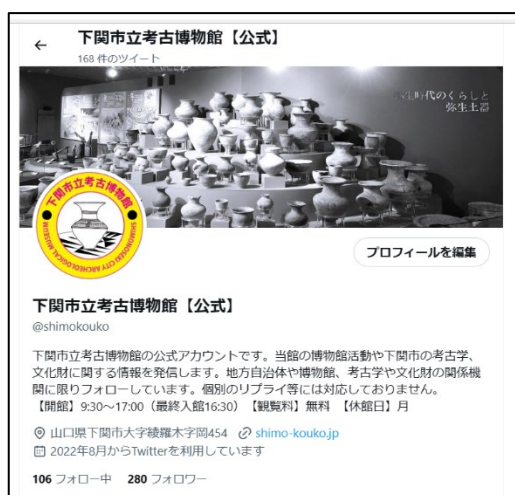 下関市立考古博物館【公式】
168 件のツイート
生時代のくらしと
弥生土器
下関市立考古博物館
SHIMONOSEKI CITY ARCHEOLOGICAL MUSEUM
プロフィールを編集
下関市立考古博物館【公式】
@shimokouko
下関市立考古博物館の公式アカウントです。当館の博物館活動や下関市の考古学、
文化財に関する情報を発信します。地方自治体や博物館、考古学や文化財の関係機
関に限りフォローしています。個別のリプライ等には対応しておりません。
【開館】9:30～17:00（最終入館16:30）【観覧料】無料 【休館日】月
山口県下関市大字綾羅木字岡454 shimo-kouko.jp
2022年8月からTwitterを利用しています
106 フォロー中 280 フォロワー